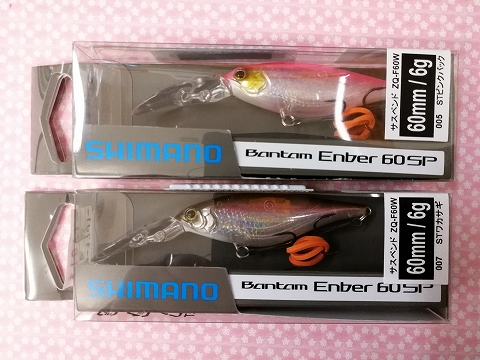 SHIMANO
Bantam Enber 60SP
サスペンド ZQ-F60W
60mm / 6g
005 STピンクバック
SHIMANO
Bantam Enber 60SP
サスペンド ZQ-F60W
60mm / 6g
007 STワカサギ